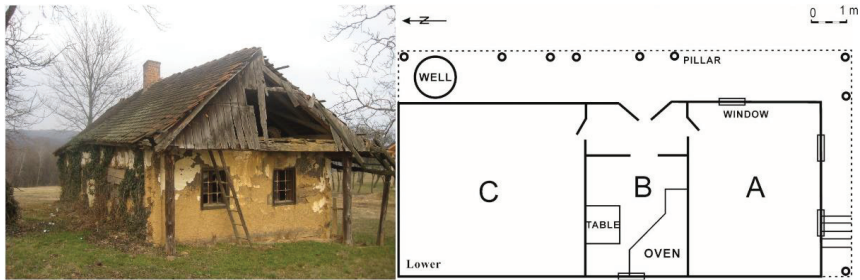 N
0 1 m
WELL
PILLAR
WINDOW
C
B
A
TABLE
OVEN
Lower